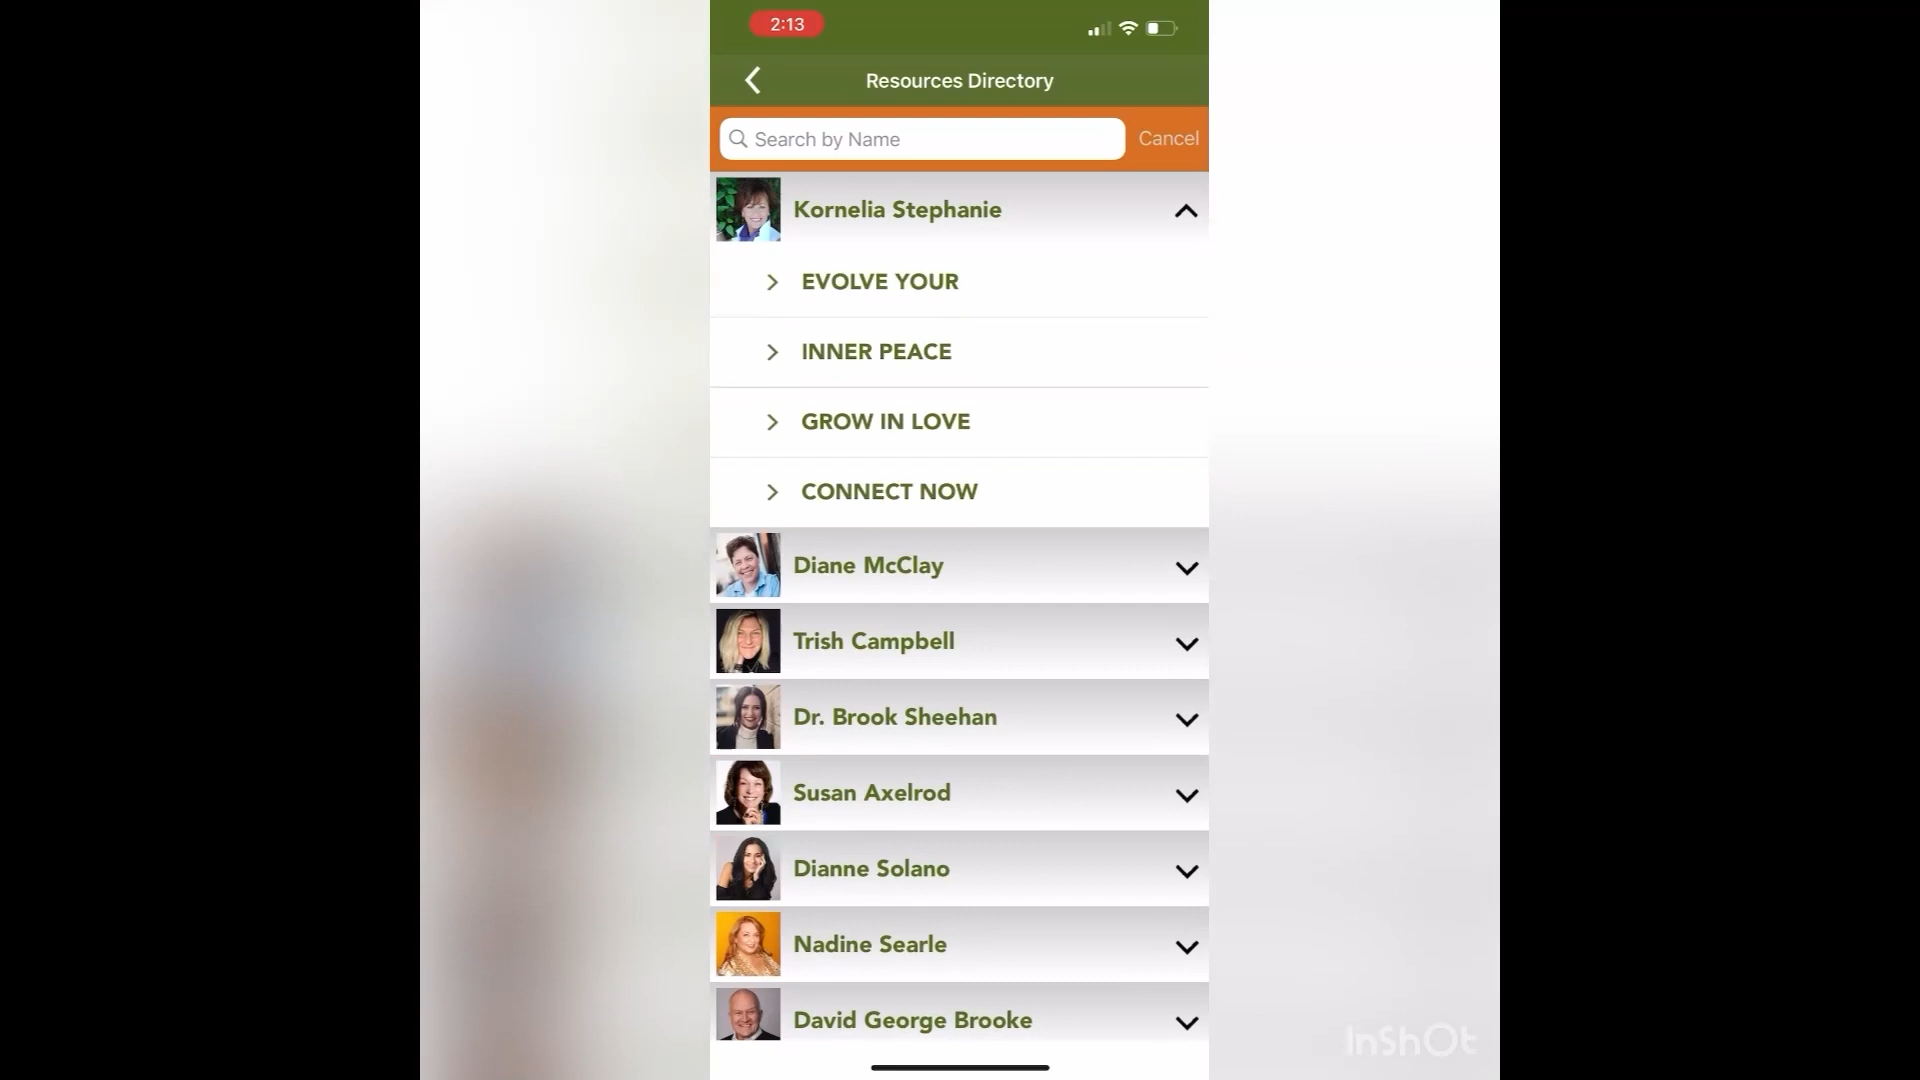 2:13
Resources Directory
Search by Name
Cancel
Kornelia Stephanie
EVOLVE YOUR
INNER PEACE
GROW IN LOVE
CONNECT NOW
Diane McClay
Trish Campbell
Dr. Brook Sheehan
Susan Axelrod
Dianne Solano
Nadine Searle
David George Brooke
InShOt